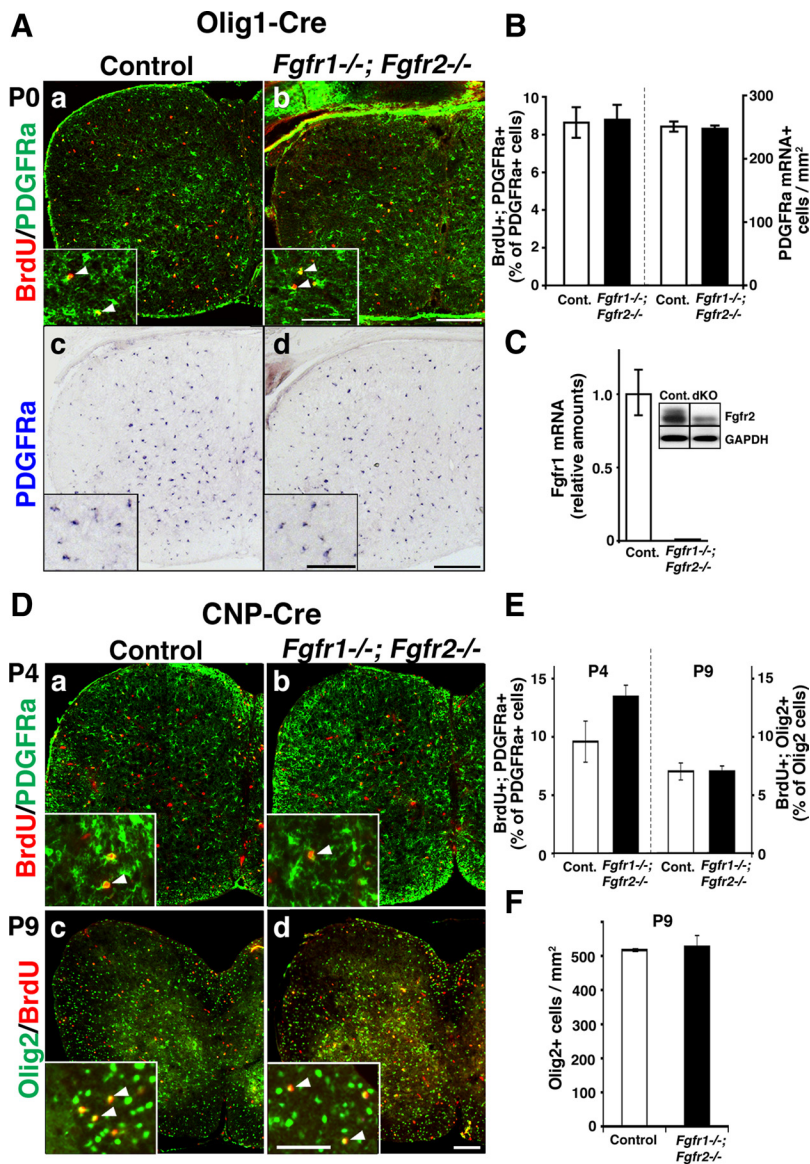 A
Olig1-Cre
Control
Fgfr1-/-; Fgfr2-/-
P0
a
b
BrdU/PDGFRa
c
d
PDGFRa
B
10
8
6
4
2
0
BrdU+; PDGFRa+
(% of PDGFRa+ cells)
300
200
100
0
PDGFRa mRNA+
cells / mm²
Cont.
Fgfr1-/-;
Fgfr2-/-
Cont.
Fgfr1-/-;
Fgfr2-/-
C
1.0
0.5
0
Fgfr1 mRNA
(relative amounts)
Cont. dKO
Fgfr2
GAPDH
Cont.
Fgfr1-/-;
Fgfr2-/-
D
CNP-Cre
Control
Fgfr1-/-; Fgfr2-/-
P4
a
b
BrdU/PDGFRa
P9
c
d
Olig2/BrdU
E
P4
P9
15
10
5
0
BrdU+; PDGFRa+
(% of PDGFRa+ cells)
15
10
5
0
BrdU+; Olig2+
(% of Olig2 cells)
Cont.
Fgfr1-/-;
Fgfr2-/-
Cont.
Fgfr1-/-;
Fgfr2-/-
F
P9
500
400
300
200
100
0
Olig2+ cells / mm²
Control
Fgfr1-/-;
Fgfr2-/-